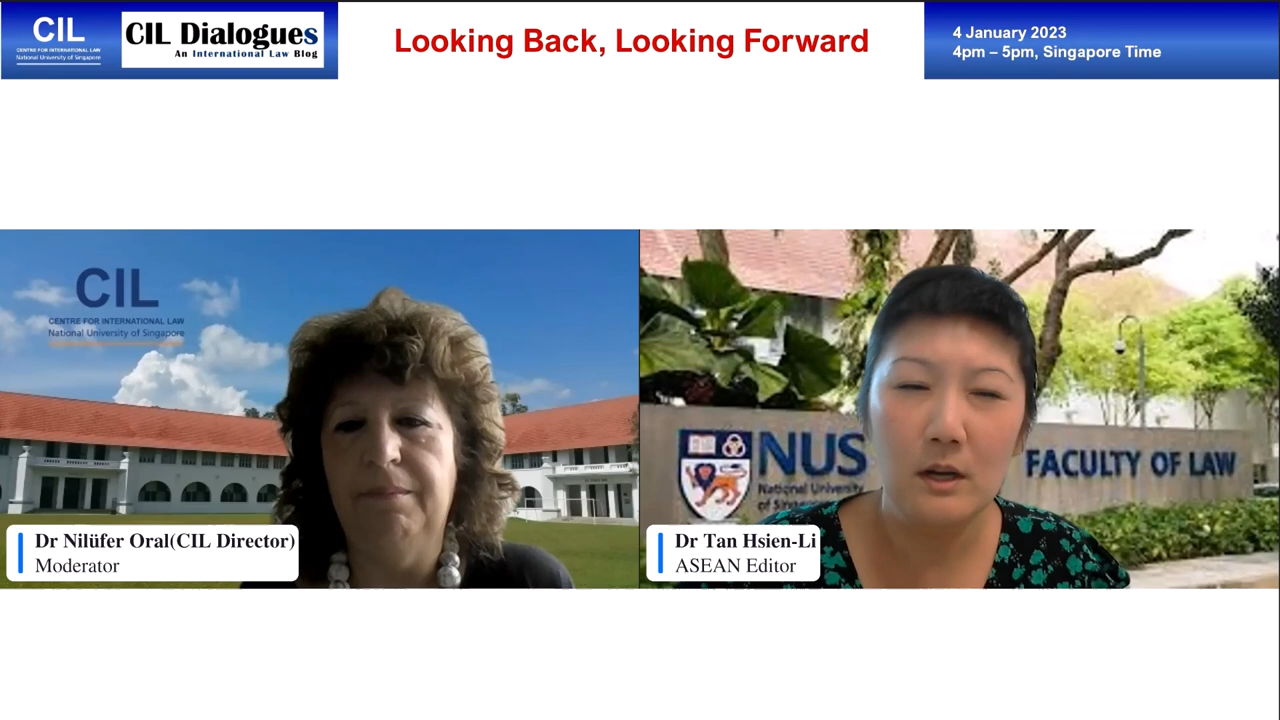 CIL
CENTRE FOR INTERNATIONAL LAW
National University of Singapore
CIL Dialogues
An International Law Blog
Looking Back, Looking Forward
4 January 2023
4pm – 5pm, Singapore Time
CIL
CENTRE FOR INTERNATIONAL LAW
National University of Singapore
Dr Nilüfer Oral(CIL Director)
Moderator
NUS
National University
of Singapore
FACULTY OF LAW
Dr Tan Hsien-Li
ASEAN Editor